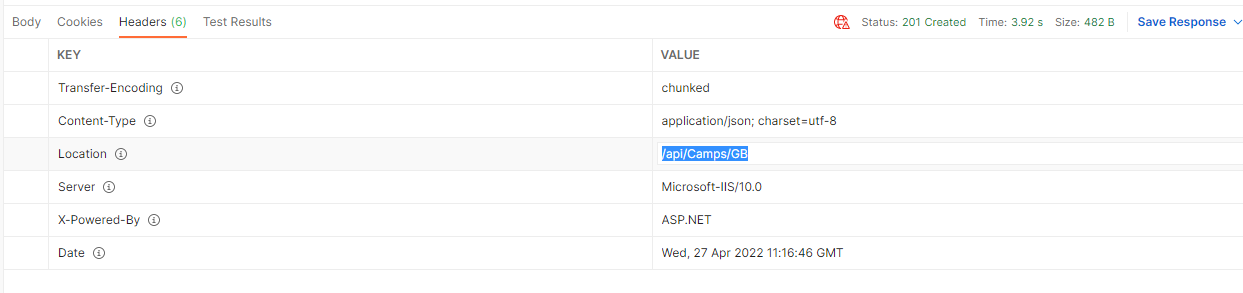 Body Cookies Headers (6) Test Results Status: 201 Created Time: 3.92 s Size: 482 B Save Response
KEY VALUE
Transfer-Encoding chunked
Content-Type application/json; charset=utf-8
Location /api/Camps/GB
Server Microsoft-IIS/10.0
X-Powered-By ASP.NET
Date Wed, 27 Apr 2022 11:16:46 GMT